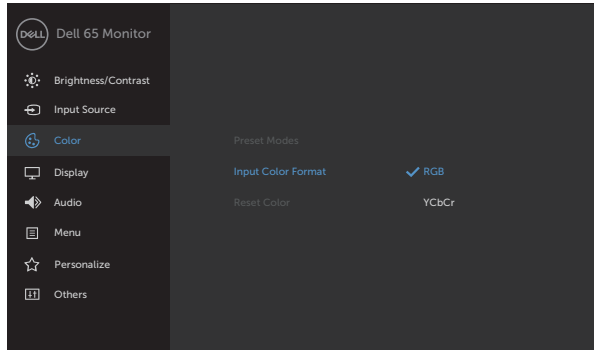 DELL Dell 65 Monitor
Brightness/Contrast
Input Source
Color
Preset Modes
Display
Input Color Format RGB
Audio
Reset Color YCbCr
Menu
Personalize
Others